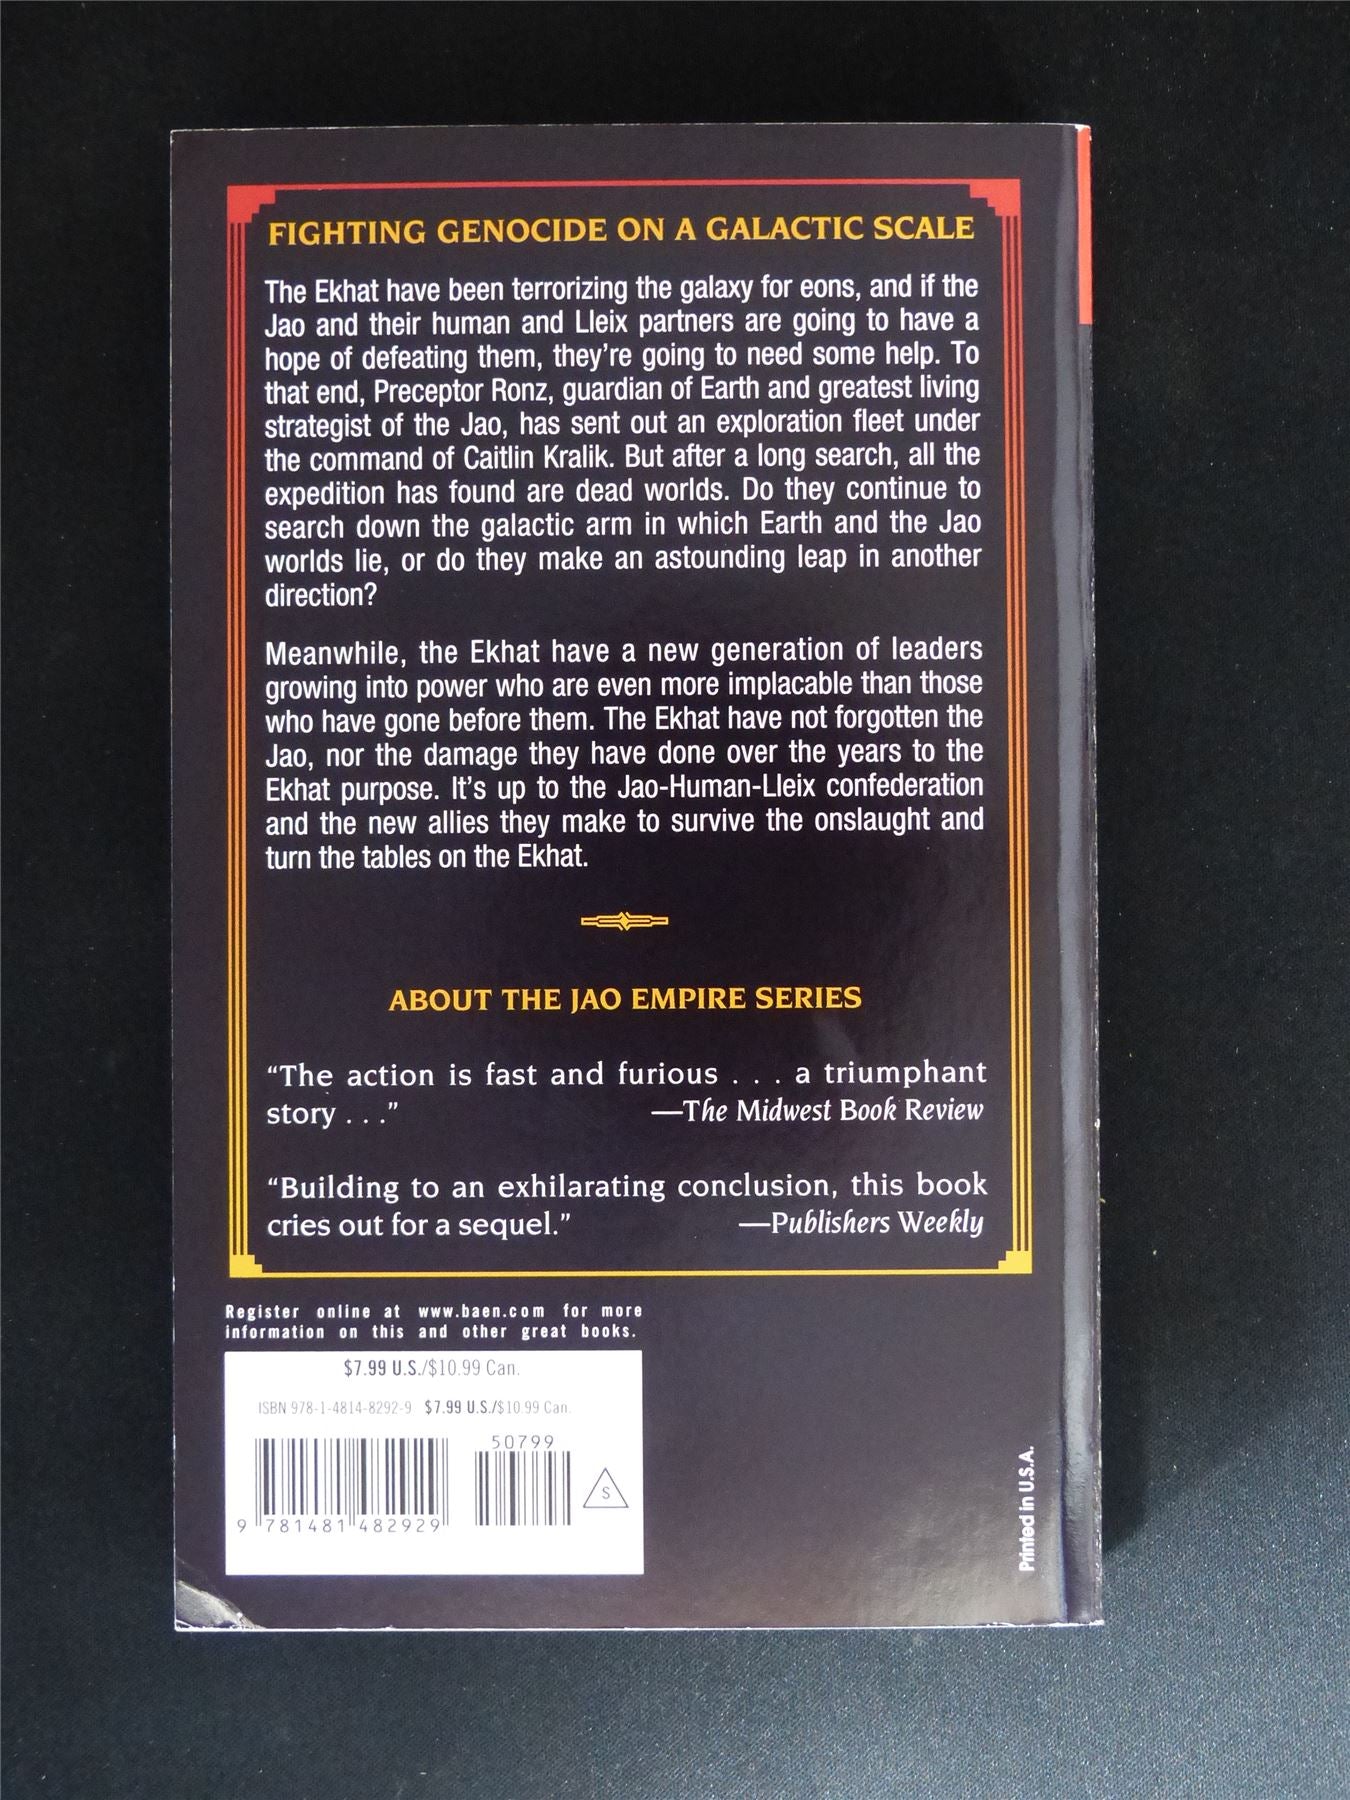 FIGHTING GENOCIDE ON A GALACTIC SCALE
The Ekhat have been terrorizing the galaxy for eons, and if the
Jao and their human and Lleix partners are going to have a
hope of defeating them, they're going to need some help. To
that end, Preceptor Ronz, guardian of Earth and greatest living
strategist of the Jao, has sent out an exploration fleet under
the command of Caitlin Kralik. But after a long search, all the
expedition has found are dead worlds. Do they continue to
search down the galactic arm in which Earth and the Jao
worlds lie, or do they make an astounding leap in another
direction?
Meanwhile, the Ekhat have a new generation of leaders
growing into power who are even more implacable than those
who have gone before them. The Ekhat have not forgotten the
Jao, nor the damage they have done over the years to the
Ekhat purpose. It's up to the Jao-Human-Lleix confederation
and the new allies they make to survive the onslaught and
turn the tables on the Ekhat.
ABOUT THE JAO EMPIRE SERIES
“The action is fast and furious . . . a triumphant
story . . .” —The Midwest Book Review
“Building to an exhilarating conclusion, this book
cries out for a sequel.” —Publishers Weekly
Register online at www.baen.com for more
information on this and other great books.
$7.99 U.S./$10.99 Can.
ISBN 978-1-4814-8292-9 $7.99 U.S./$10.99 Can.
50799
S
9 781481 482929
Printed in U.S.A.